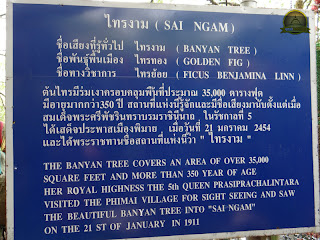 ไทรงาม ( SAI NGAM )
ชื่อเสียงที่รู้ทั่วไป ไทรงาม ( BANYAN TREE )
ชื่อพันธุ์พื้นเมือง ไทรทอง ( GOLDEN FIG )
ชื่อทางวิชาการ ไทรย้อย ( FICUS BENJAMINA LINN )
ต้นไทรมีร่มเงาครอบคลุมพื้นที่ประมาณ 35,000 ตารางฟุต
มีอายุมากกว่า 350 ปี สถานที่แห่งนี้รู้จักและมีชื่อเสียงมาบั้นตั้งแต่เมื่อ
สมเด็จพระศรีพัชรินทราบรมราชินีนาถ ในรัชกาลที่ 5
ได้เสด็จประพาสเมืองพิมาย เมื่อวันที่ 21 มกราคม 2454
และได้พระราชทานชื่อสถานที่แห่งนี้ว่า " ไทรงาม "
THE BANYAN TREE COVERS AN AREA OF OVER 35,000
SQUARE FEET AND MORE THAN 350 YEAR OF AGE
HER ROYAL HIGHNESS THE 5th QUEEN PRASIPRACHALINTARA
VISITED THE PHIMAI VILLAGE FOR SIGHT SEEING AND SAW
THE BEAUTIFUL BANYAN TREE INTO "SAI NGAM"
ON THE 21 ST OF JANUARY IN 1911